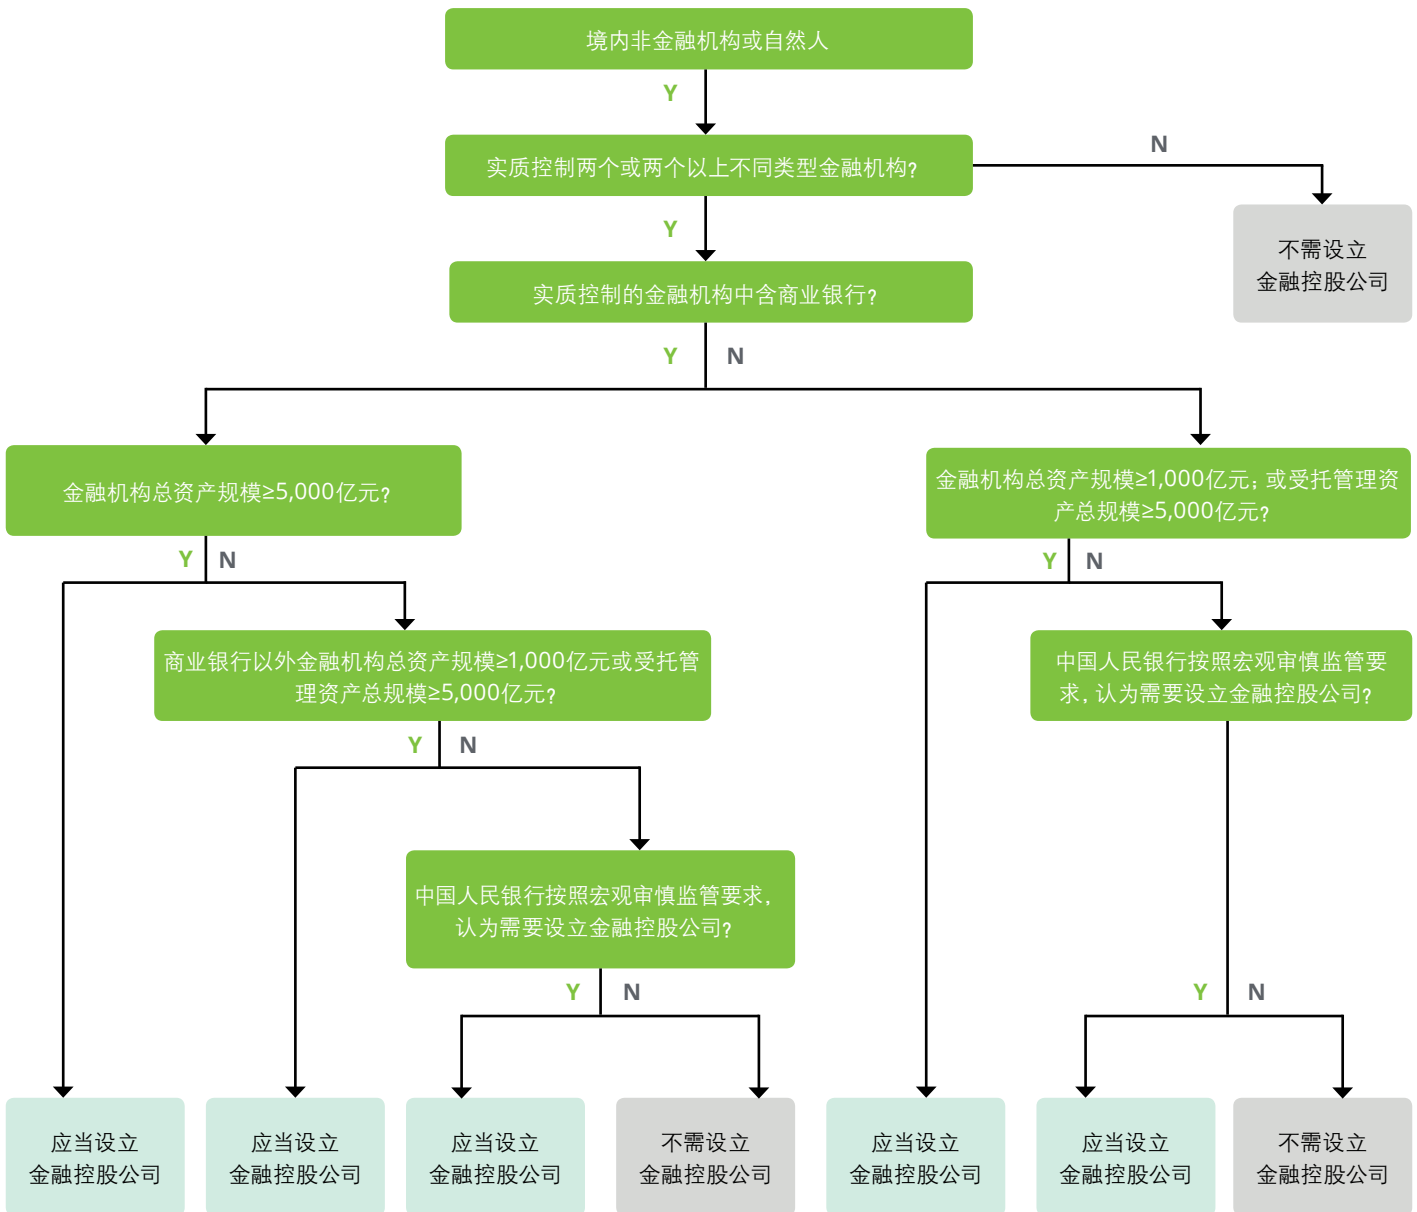 境内非金融机构或自然人
Y
N
实质控制两个或两个以上不同类型金融机构?
Y
不需设立
金融控股公司
实质控制的金融机构中含商业银行?
Y N
金融机构总资产规模≥5,000亿元?
金融机构总资产规模≥1,000亿元; 或受托管理资
产总规模≥5,000亿元?
Y N
Y N
商业银行以外金融机构总资产规模≥1,000亿元或受托管
理资产总规模≥5,000亿元?
中国人民银行按照宏观审慎监管要
求, 认为需要设立金融控股公司?
Y N
中国人民银行按照宏观审慎监管要求,
认为需要设立金融控股公司?
Y N
Y N
应当设立
金融控股公司
应当设立
金融控股公司
应当设立
金融控股公司
不需设立
金融控股公司
应当设立
金融控股公司
应当设立
金融控股公司
不需设立
金融控股公司